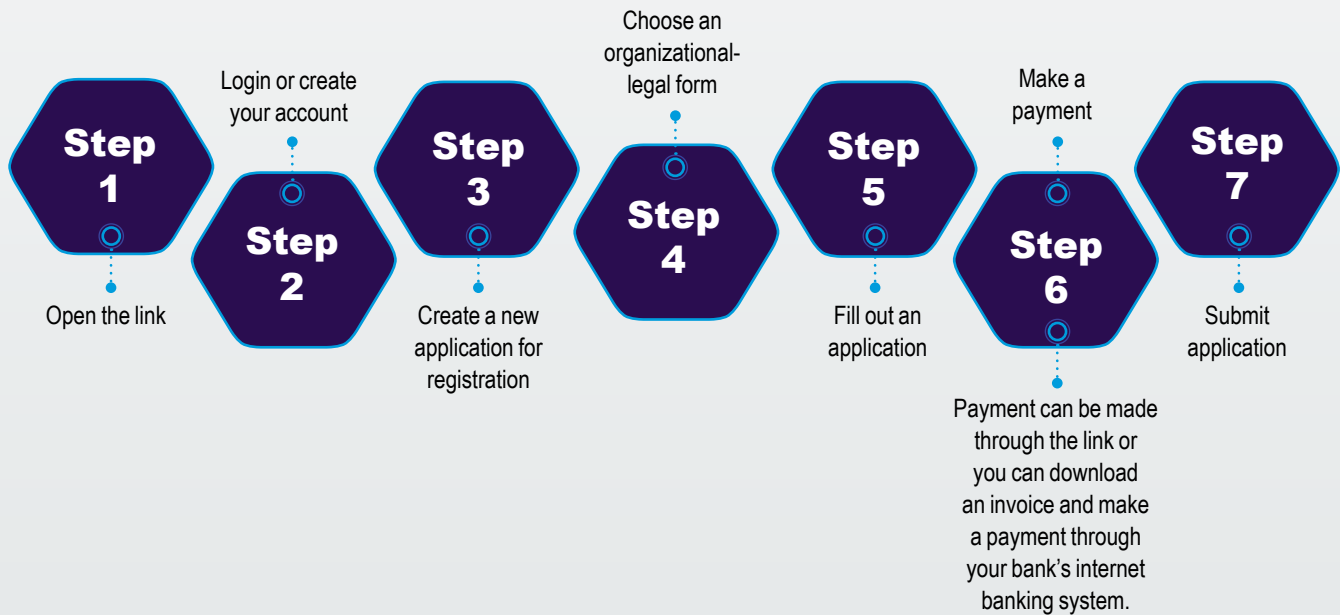 Step
1
Open the link
Login or create
your account
Step
2
Step
3
Create a new
application for
registration
Choose an
organizational-
legal form
Step
4
Step
5
Fill out an
application
Make a
payment
Step
6
Payment can be made
through the link or
you can download
an invoice and make
a payment through
your bank's internet
banking system.
Step
7
Submit
application